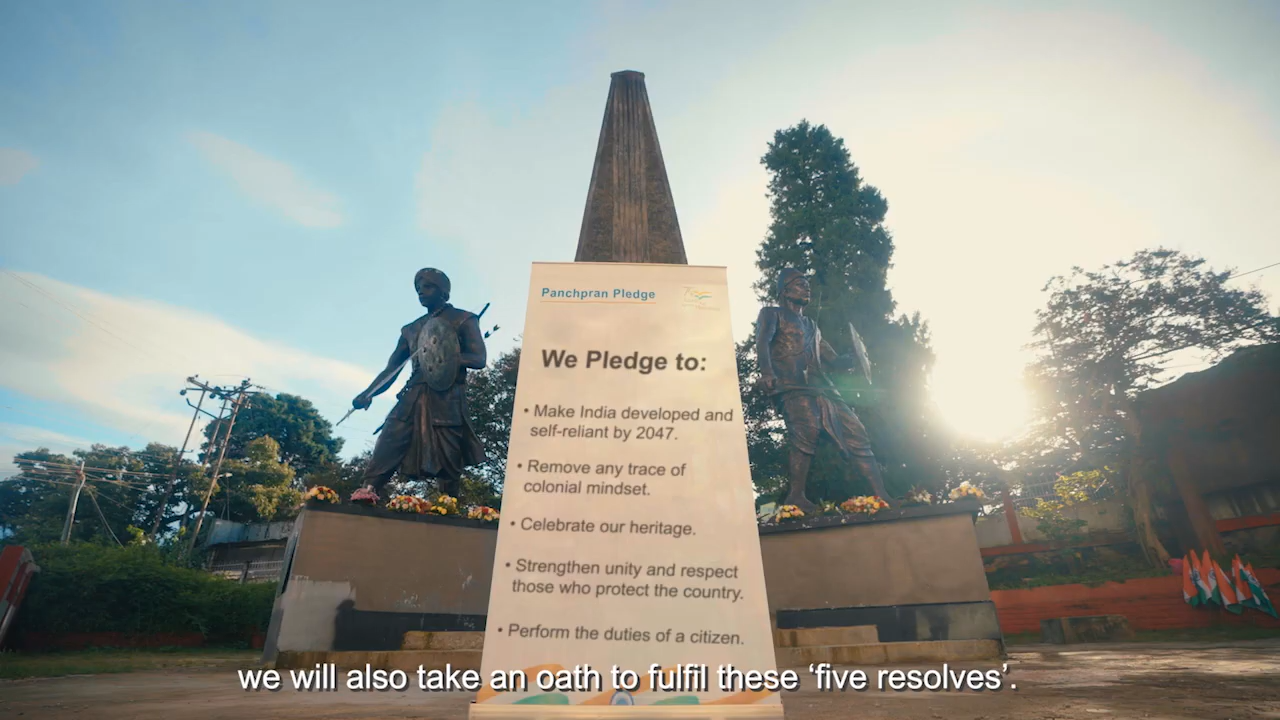 Panchpran Pledge
We Pledge to:
• Make India developed and
self-reliant by 2047.
• Remove any trace of
colonial mindset.
• Celebrate our heritage.
• Strengthen unity and respect
those who protect the country.
• Perform the duties of a citizen.
we will also take an oath to fulfil these ‘five resolves’.